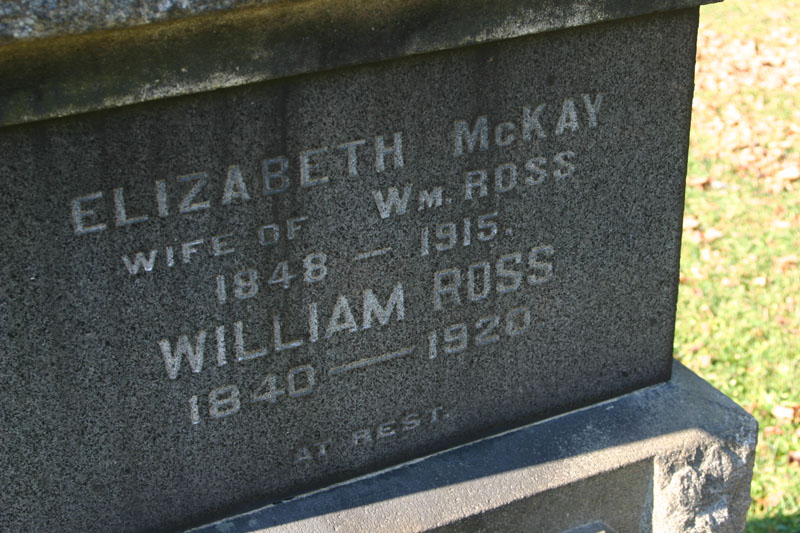 ELIZABETH McKAY
WIFE OF WM. ROSS
1848 — 1915.
WILLIAM ROSS
1840 — 1920
AT REST.